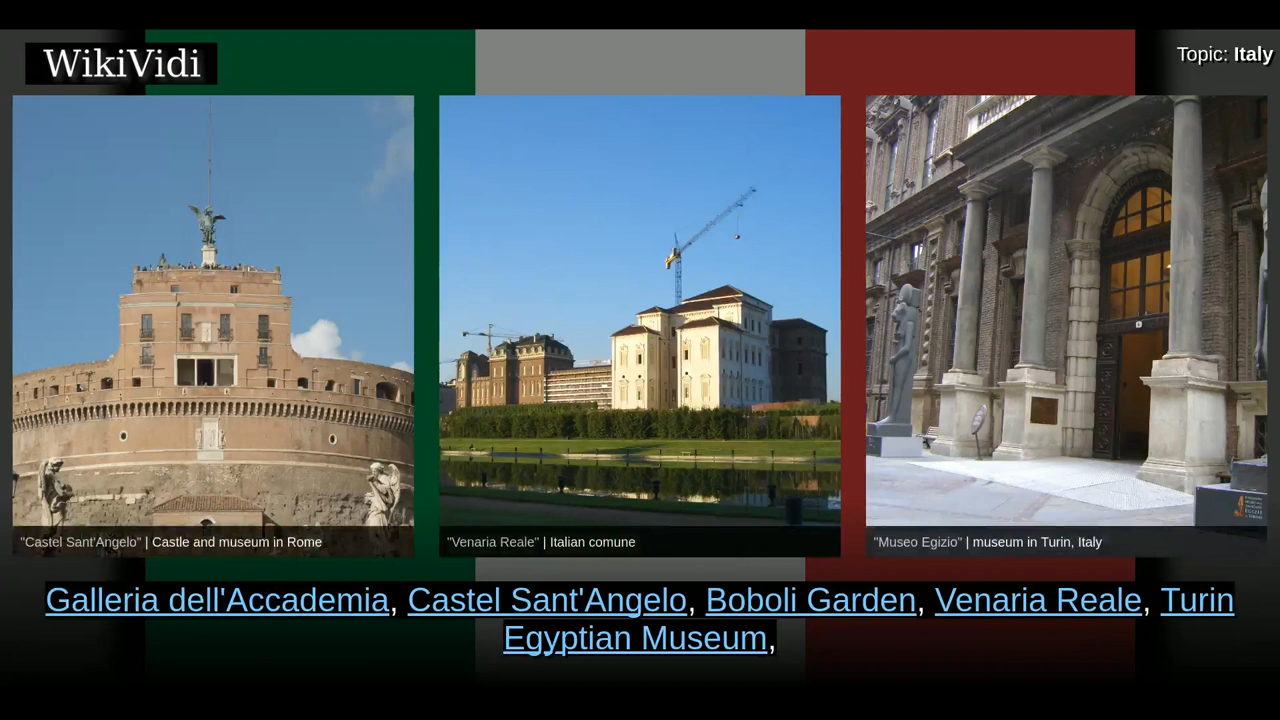 WikiVidi
Topic: Italy
"Castel Sant'Angelo" | Castle and museum in Rome
"Venaria Reale" | Italian comune
"Museo Egizio" | museum in Turin, Italy
Galleria dell'Accademia, Castel Sant'Angelo, Boboli Garden, Venaria Reale, Turin
Egyptian Museum,